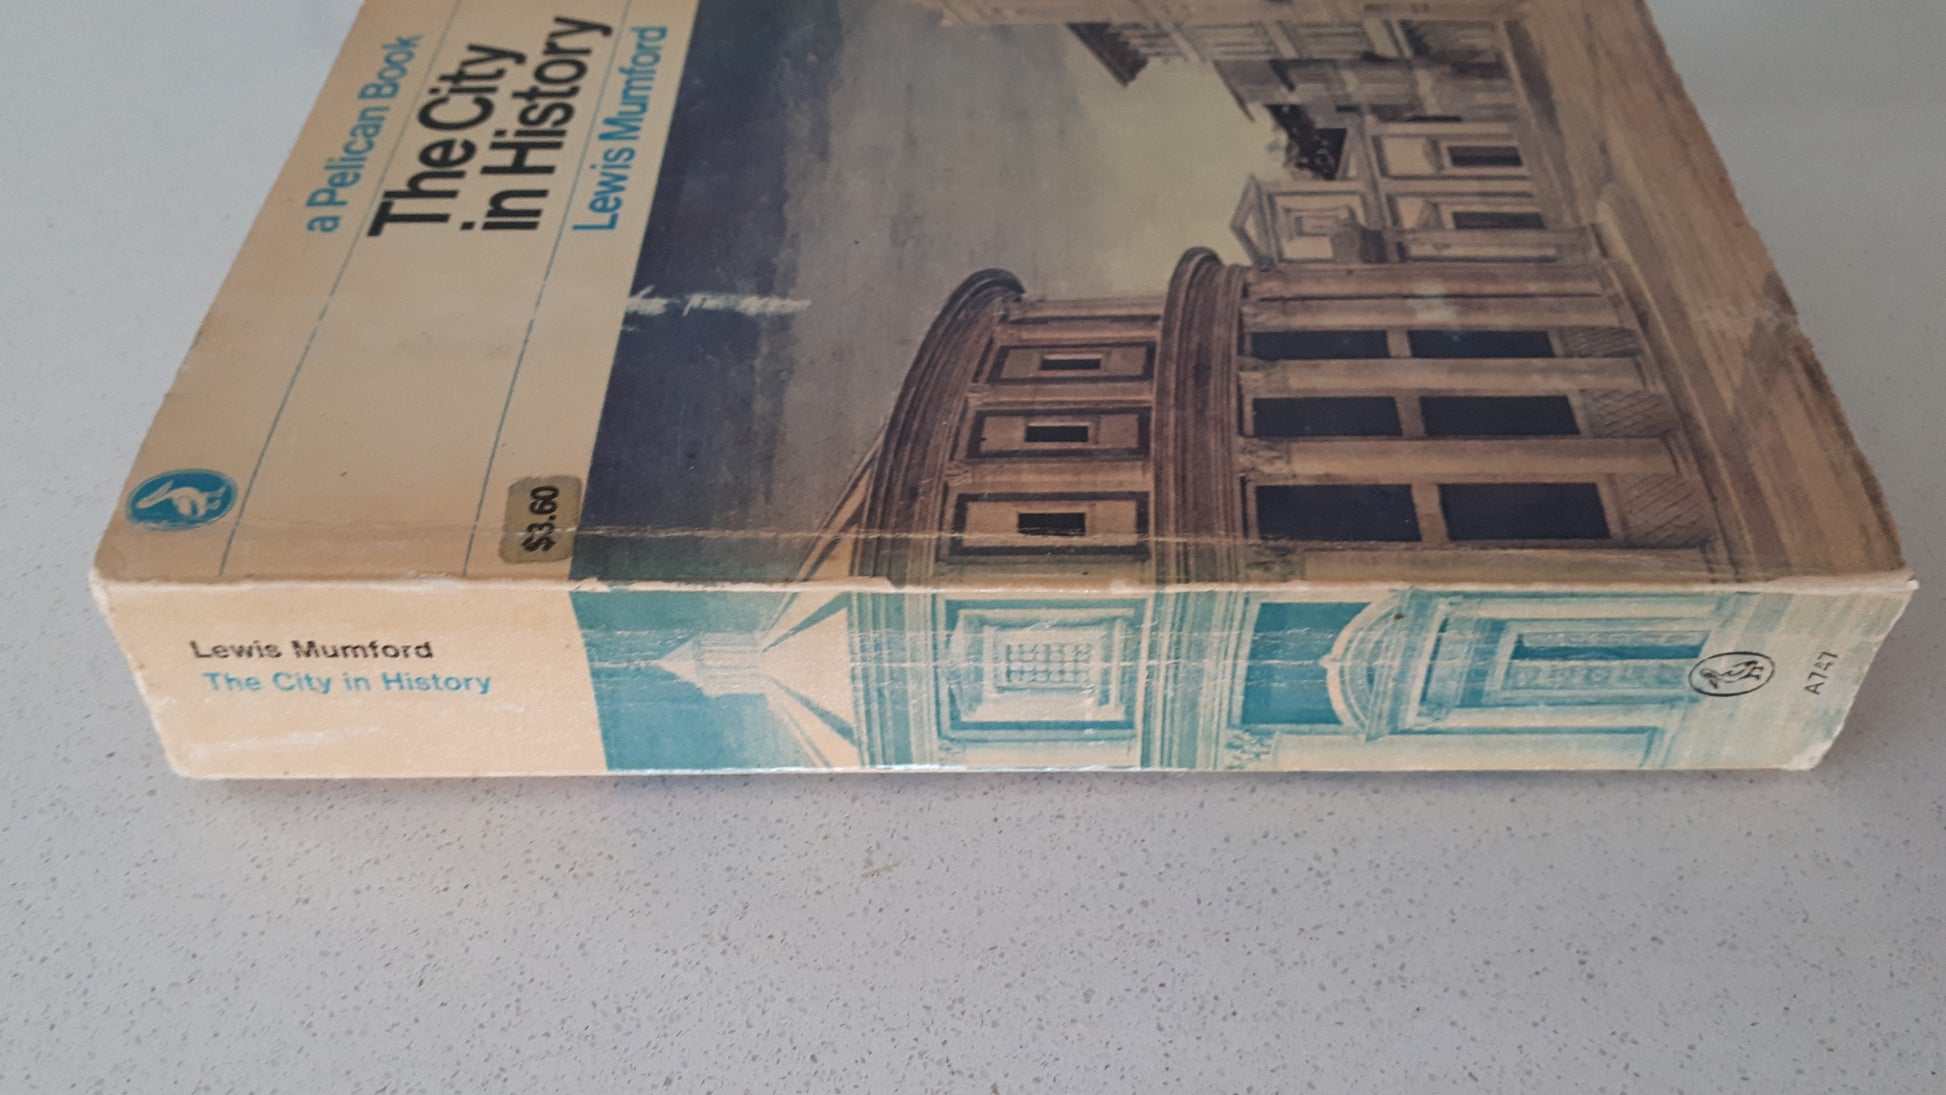 a Pelican Book
The City
in History
Lewis Mumford
$3.60
Lewis Mumford
The City in History
A747